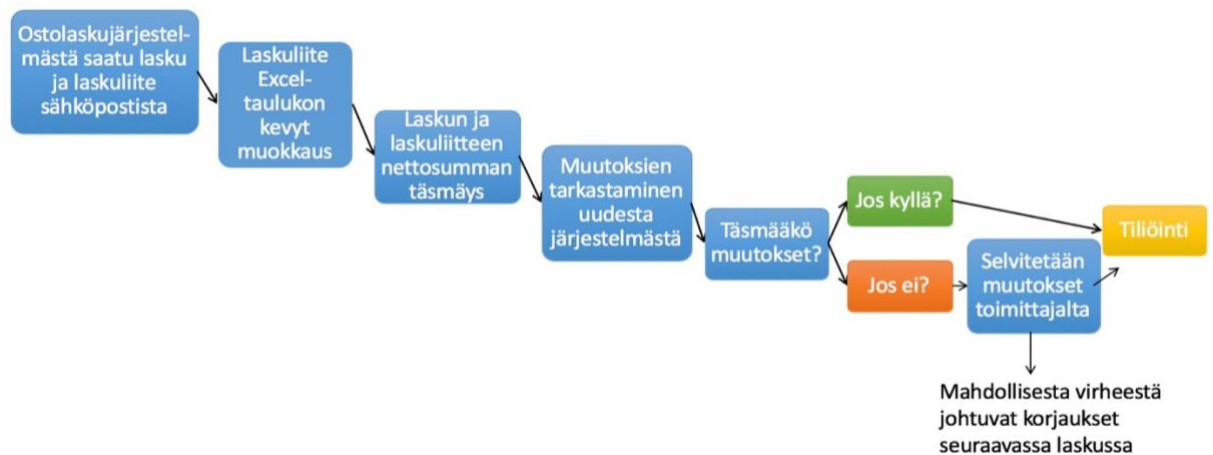 Ostolaskujärjestel-
mästä saatu lasku
ja laskuliite
sähköpostista
Laskuliite
Excel-
taulukon
kevyt
muokkaus
Laskun ja
laskuliitteen
nettosumman
täsmäys
Muutoksien
tarkastaminen
uudesta
järjestelmästä
Täsmääkö
muutokset?
Jos kyllä?
Jos ei?
Selvitetään
muutokset
toimittajalta
Tiliöinti
Mahdollisesta virheestä
johtuvat korjaukset
seuraavassa laskussa